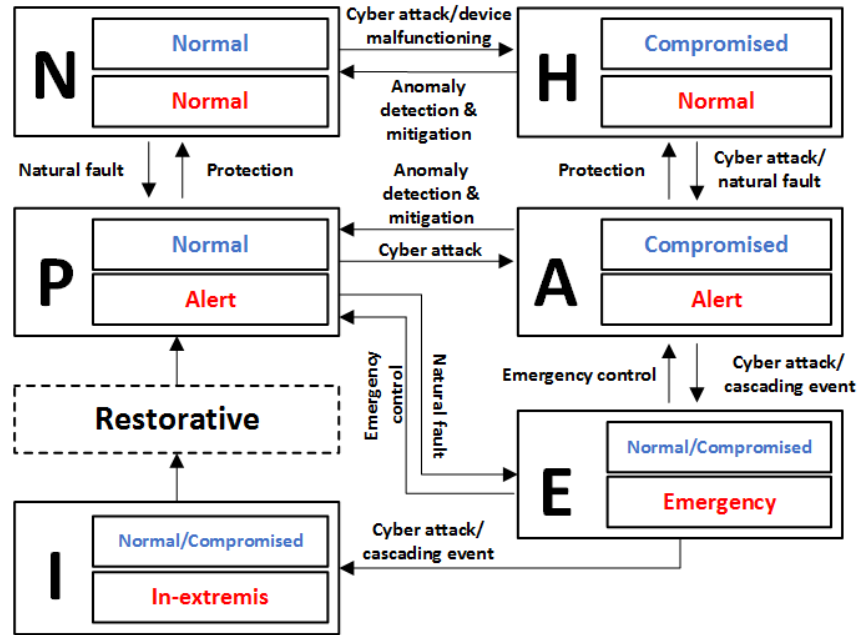 N
Normal
Normal
Cyber attack/device
malfunctioning
Anomaly
detection &
mitigation
H
Compromised
Normal
Natural fault
Protection
Anomaly
detection &
mitigation
Cyber attack
Protection
Cyber attack/
natural fault
P
Normal
Alert
A
Compromised
Alert
Emergency
control
Natural fault
Emergency control
Cyber attack/
cascading event
Restorative
E
Normal/Compromised
Emergency
I
Normal/Compromised
In-extremis
Cyber attack/
cascading event